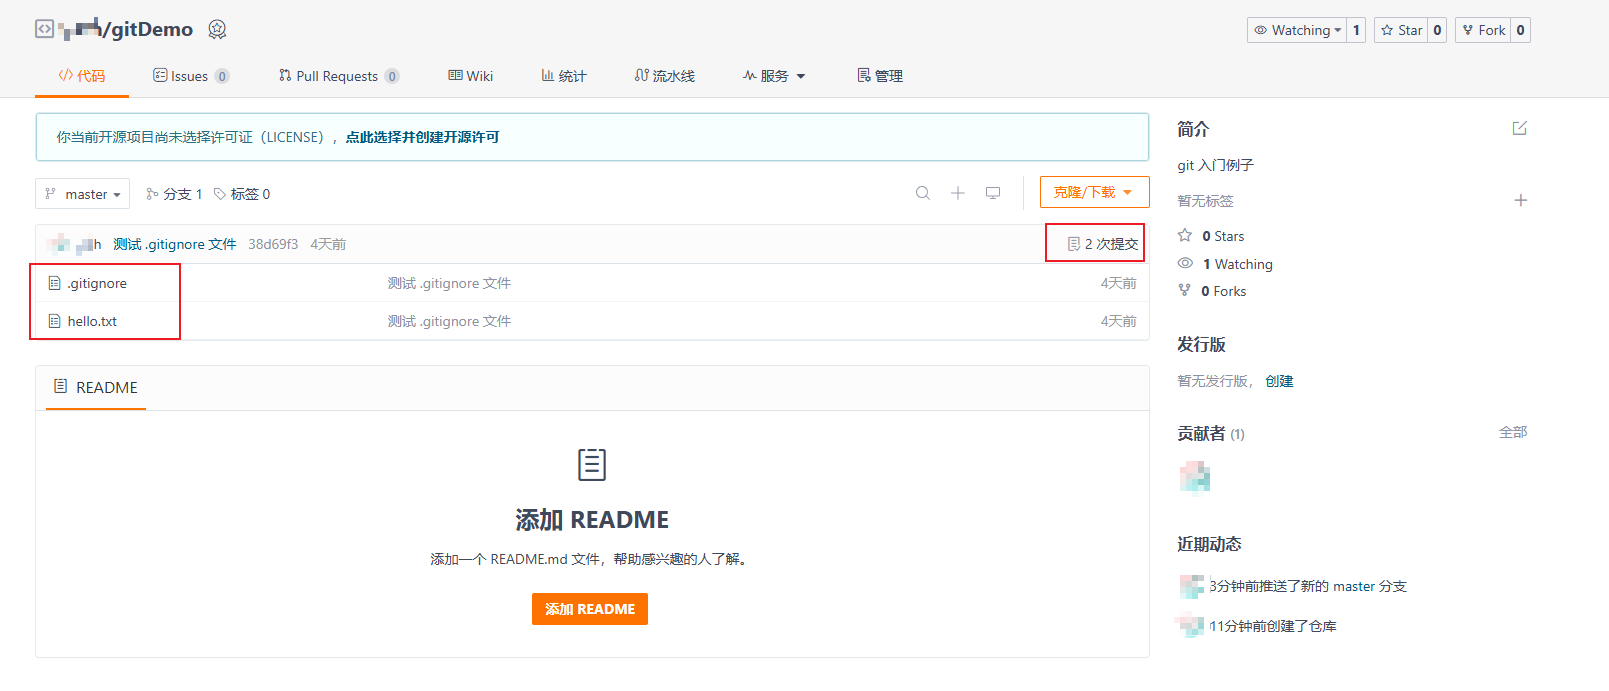 /gitDemo
Watching 1 Star 0 Fork 0
代码 Issues 0 Pull Requests 0 Wiki 统计 流水线 服务 管理
你当前开源项目尚未选择许可证（LICENSE），点此选择并创建开源许可
master 分支 1 标签 0 克隆/下载
h 测试 .gitignore 文件 38d69f3 4天前 2 次提交
.gitignore 测试 .gitignore 文件 4天前
hello.txt 测试 .gitignore 文件 4天前
README
添加 README
添加一个 README.md 文件，帮助感兴趣的人了解。
添加 README
简介
git 入门例子
暂无标签
0 Stars
1 Watching
0 Forks
发行版
暂无发行版， 创建
贡献者 (1) 全部
近期动态
3分钟前推送了新的 master 分支
11分钟前创建了仓库